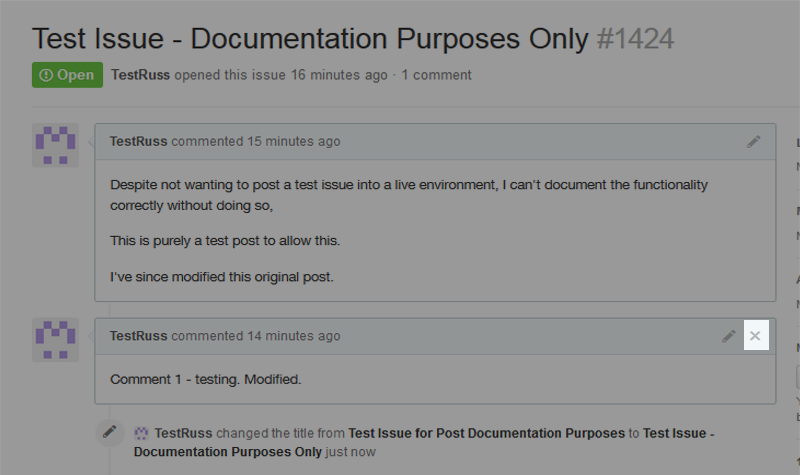 Test Issue - Documentation Purposes Only #1424
Open TestRuss opened this issue 16 minutes ago · 1 comment
TestRuss commented 15 minutes ago
Despite not wanting to post a test issue into a live environment, I can't document the functionality
correctly without doing so,
This is purely a test post to allow this.
I've since modified this original post.
TestRuss commented 14 minutes ago
Comment 1 - testing. Modified.
TestRuss changed the title from Test Issue for Post Documentation Purposes to Test Issue -
Documentation Purposes Only just now